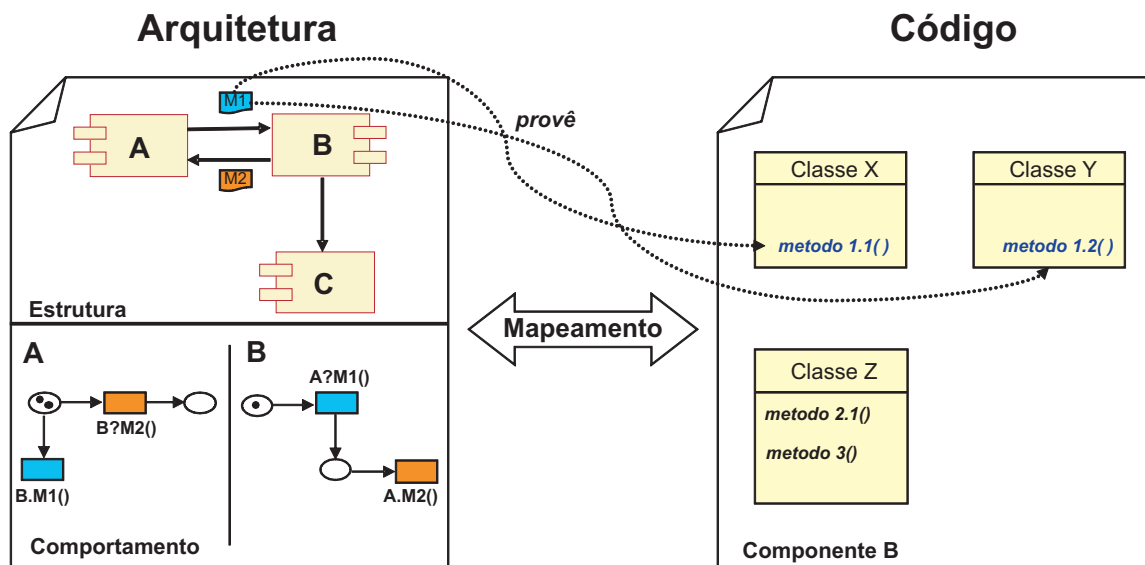 Arquitetura
Código
M1
provê
A
B
M2
C
Estrutura
Classe X
metodo 1.1( )
Classe Y
metodo 1.2( )
Mapeamento
A
B
A?M1()
B?M2()
B.M1()
A.M2()
Comportamento
Classe Z
metodo 2.1()
metodo 3()
Componente B